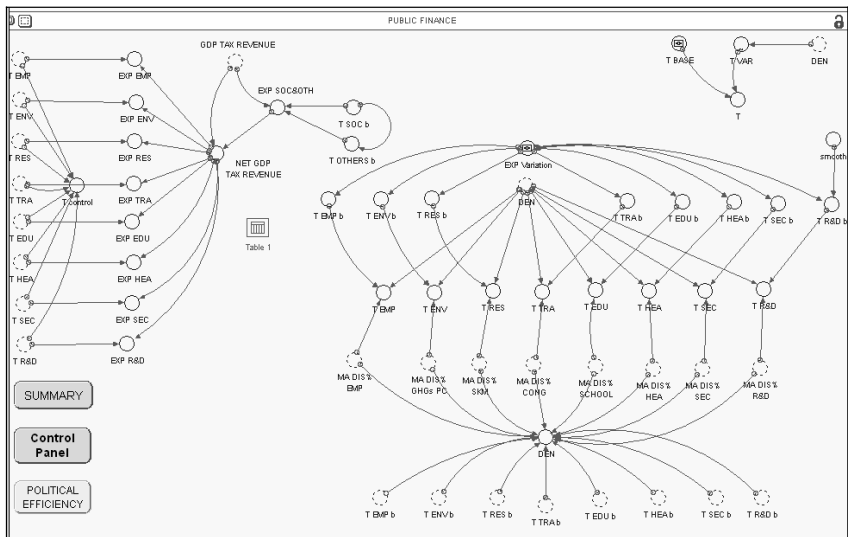 PUBLIC FINANCE
GDP TAX REVENUE
T BASE
T VAR
DEN
T EMP
EXP EMP
EXP SOC&OTH
T ENV
EXP ENV
T SOC b
T
T RES
EXP RES
T OTHERS b
NET GDP
TAX REVENUE
EXP Variation
smooth
T TRA
T control
EXP TRA
DEN
T EMP b
T ENV b
T RES b
T TRA b
T EDU b
T HEA b
T SEC b
T R&D b
T EDU
EXP EDU
Table 1
T HEA
EXP HEA
T EMP
T ENV
T RES
T TRA
T EDU
T HEA
T SEC
T R&D
T SEC
EXP SEC
T R&D
EXP R&D
MA DIS%
EMP
MA DIS%
GHGs PC
MA DIS%
SKM
MA DIS%
CONG
MA DIS%
SCHOOL
MA DIS%
HEA
MA DIS%
SEC
MA DIS%
R&D
SUMMARY
Control
Panel
DEN
POLITICAL
EFFICIENCY
T EMP b
T ENV b
T RES b
T TRA b
T EDU b
T HEA b
T SEC b
T R&D b